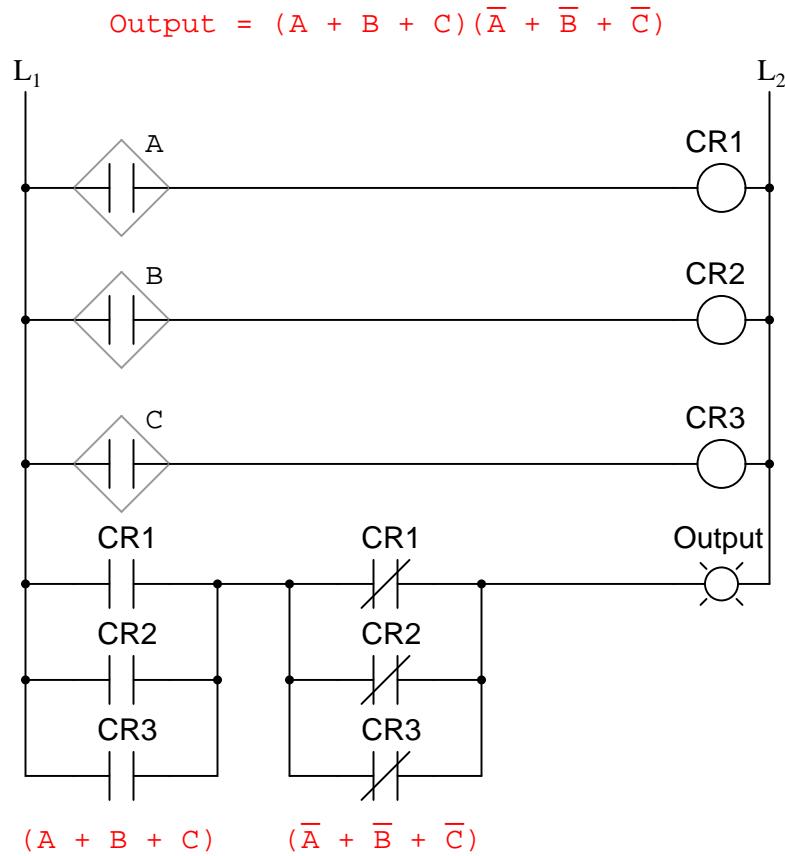 Output = (A + B + C)(A̅ + B̅ + C̅)
L₁ L₂
A CR1
B CR2
C CR3
CR1 CR1 Output
CR2 CR2
CR3 CR3
(A + B + C) (A̅ + B̅ + C̅)